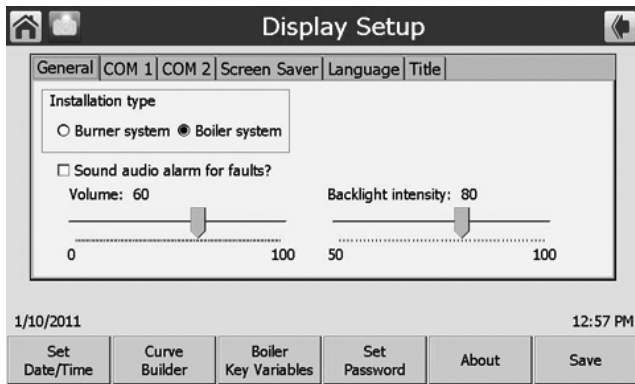 Display Setup
General COM 1 COM 2 Screen Saver Language Title
Installation type
Burner system Boiler system
Sound audio alarm for faults?
Volume: 60 Backlight intensity: 80
0 100 50 100
1/10/2011 12:57 PM
Set Date/Time
Curve Builder
Boiler Key Variables
Set Password
About
Save